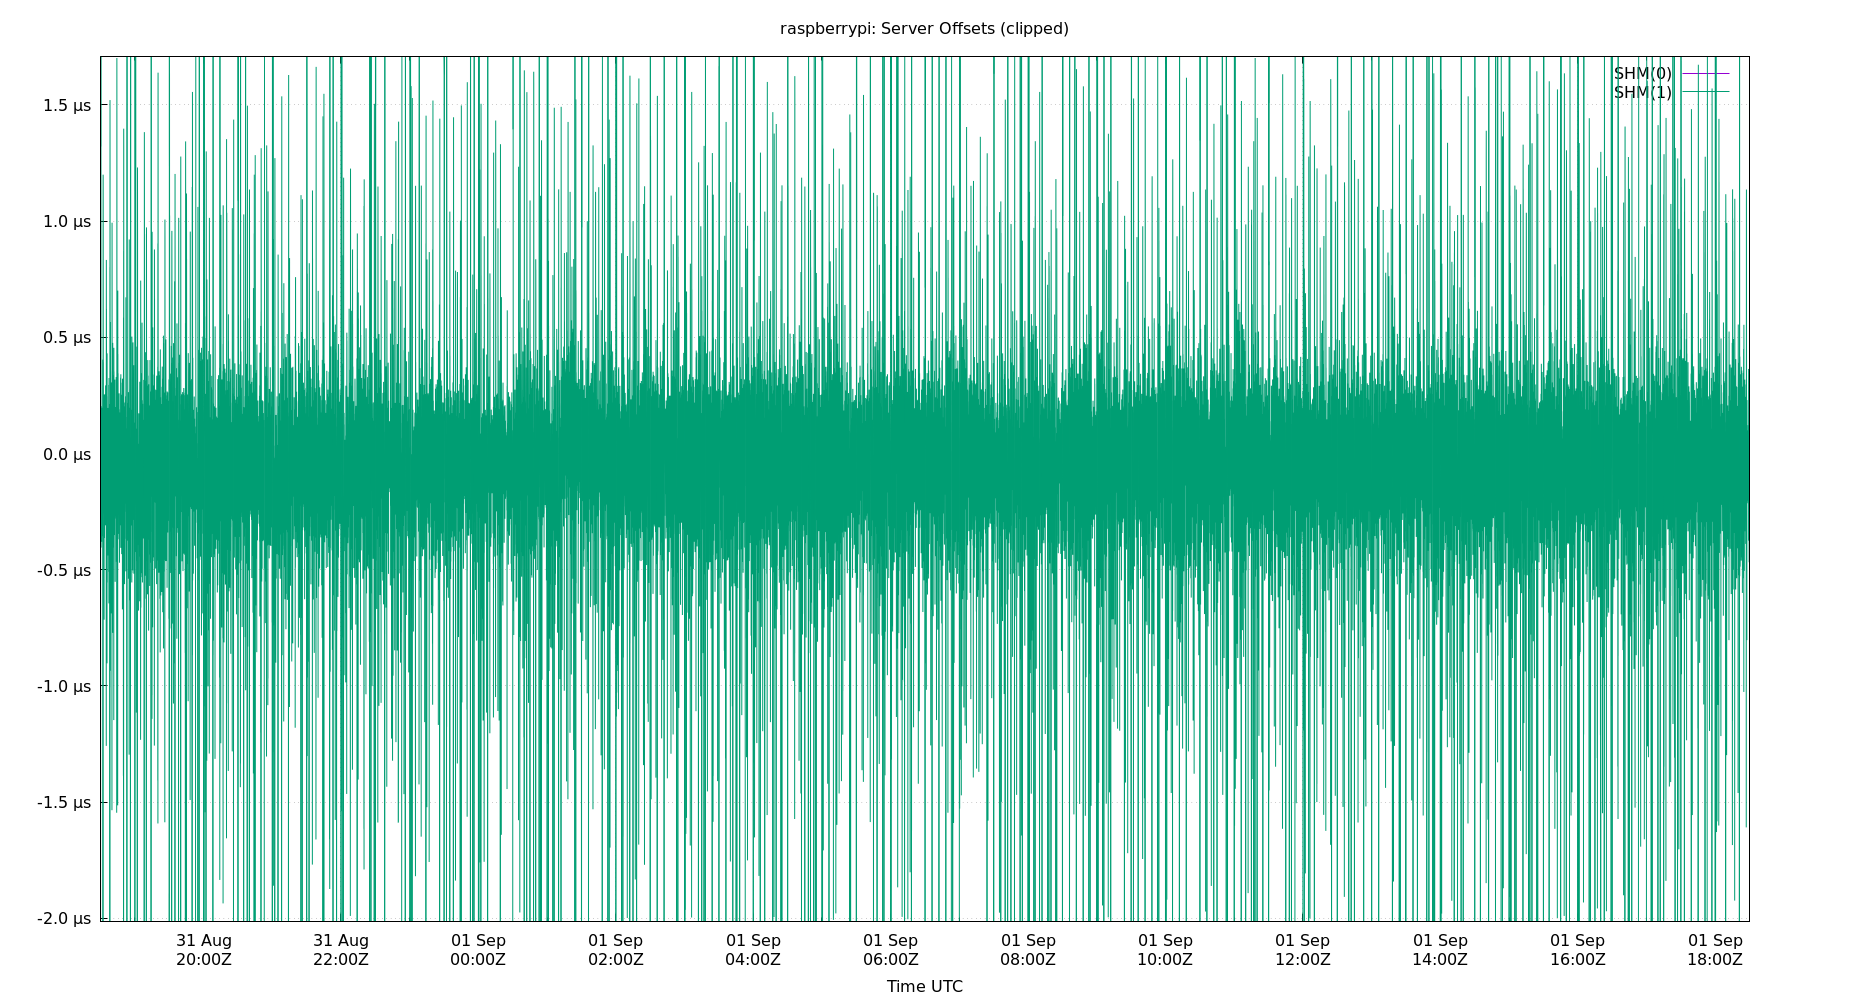 raspberrypi: Server Offsets (clipped)
SHM(0)
SHM(1)
1.5 µs
1.0 µs
0.5 µs
0.0 µs
-0.5 µs
-1.0 µs
-1.5 µs
-2.0 µs
31 Aug 31 Aug 01 Sep 01 Sep 01 Sep 01 Sep 01 Sep 01 Sep 01 Sep 01 Sep 01 Sep 01 Sep
20:00Z 22:00Z 00:00Z 02:00Z 04:00Z 06:00Z 08:00Z 10:00Z 12:00Z 14:00Z 16:00Z 18:00Z
Time UTC